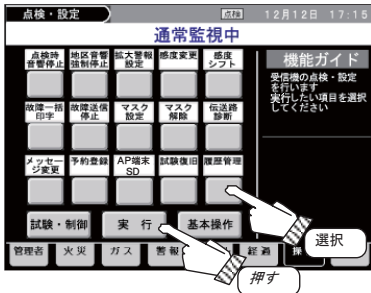 点検・設定
点検 12月12日 17:15
通常監視中
点検時
音響停止
地区音響
強制停止
拡大警報
設定
感度変更
感度
シフト
機能ガイド
受信機の点検・設定
を行います
実行したい項目を選択
してください
故障一括
印字
故障送信
停止
マスク
設定
マスク
解除
伝送路
診断
メッセー
ジ変更
予約登録
AP端末
SD
試験復旧
履歴管理
試験・制御
実 行
基本操作
選択
管理者
火 災
ガ ス
警 報
経 過
操
押す